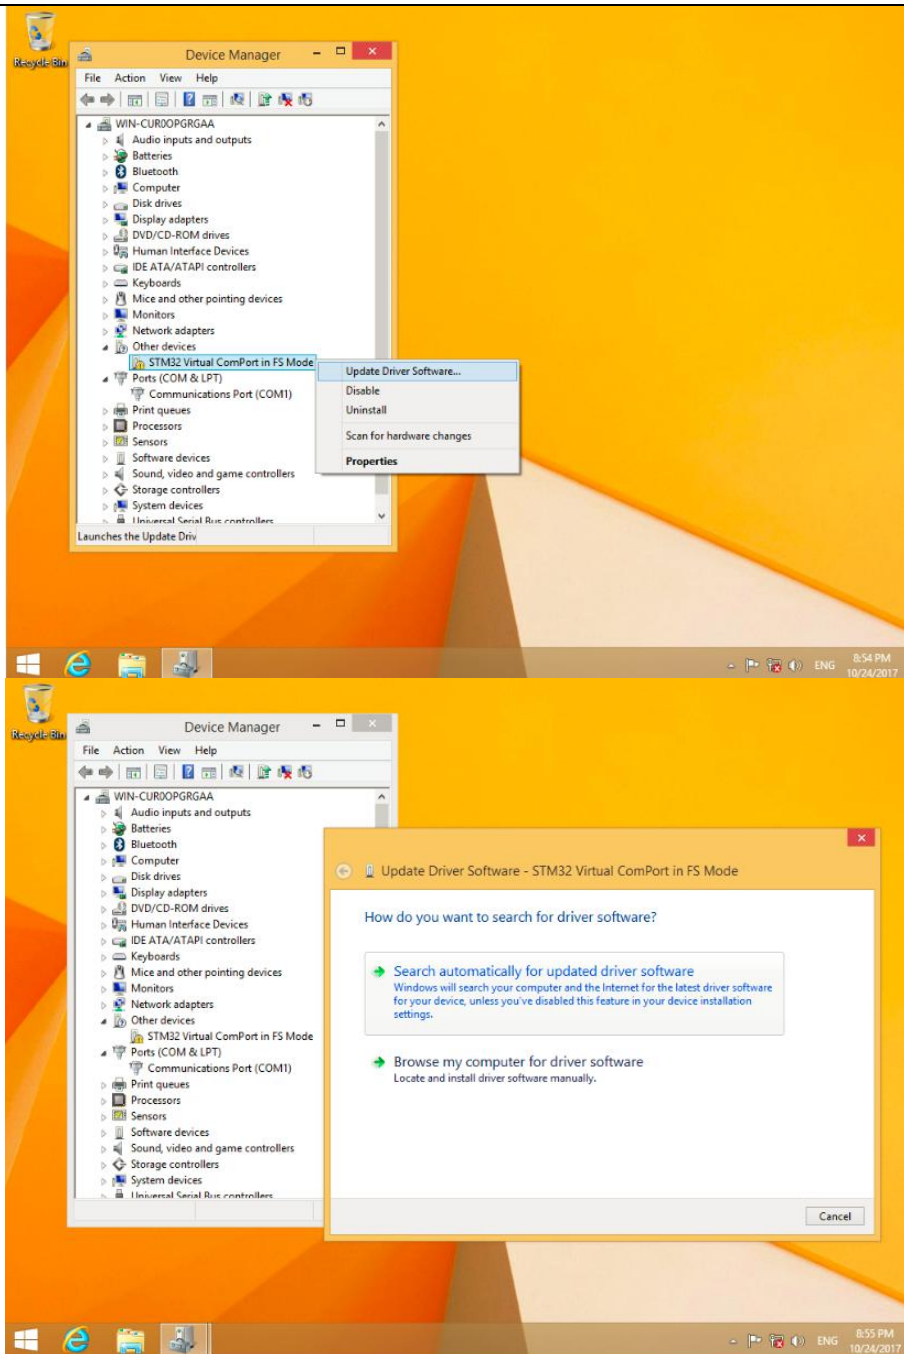 Recycle Bin
Device Manager
File Action View Help
WIN-CUR0OPGRGAA
Audio inputs and outputs
Batteries
Bluetooth
Computer
Disk drives
Display adapters
DVD/CD-ROM drives
Human Interface Devices
IDE ATA/ATAPI controllers
Keyboards
Mice and other pointing devices
Monitors
Network adapters
Other devices
STM32 Virtual ComPort in FS Mode
Ports (COM & LPT)
Communications Port (COM1)
Print queues
Processors
Sensors
Software devices
Sound, video and game controllers
Storage controllers
System devices
Universal Serial Bus controllers
Launches the Update Driv
Update Driver Software...
Disable
Uninstall
Scan for hardware changes
Properties
ENG
8:54 PM
10/24/2017
Recycle Bin
Device Manager
File Action View Help
WIN-CUR0OPGRGAA
Audio inputs and outputs
Batteries
Bluetooth
Computer
Disk drives
Display adapters
DVD/CD-ROM drives
Human Interface Devices
IDE ATA/ATAPI controllers
Keyboards
Mice and other pointing devices
Monitors
Network adapters
Other devices
STM32 Virtual ComPort in FS Mode
Ports (COM & LPT)
Communications Port (COM1)
Print queues
Processors
Sensors
Software devices
Sound, video and game controllers
Storage controllers
System devices
Universal Serial Bus controllers
Update Driver Software - STM32 Virtual ComPort in FS Mode
How do you want to search for driver software?
Search automatically for updated driver software
Windows will search your computer and the Internet for the latest driver software
for your device, unless you've disabled this feature in your device installation
settings.
Browse my computer for driver software
Locate and install driver software manually.
Cancel
ENG
8:55 PM
10/24/2017